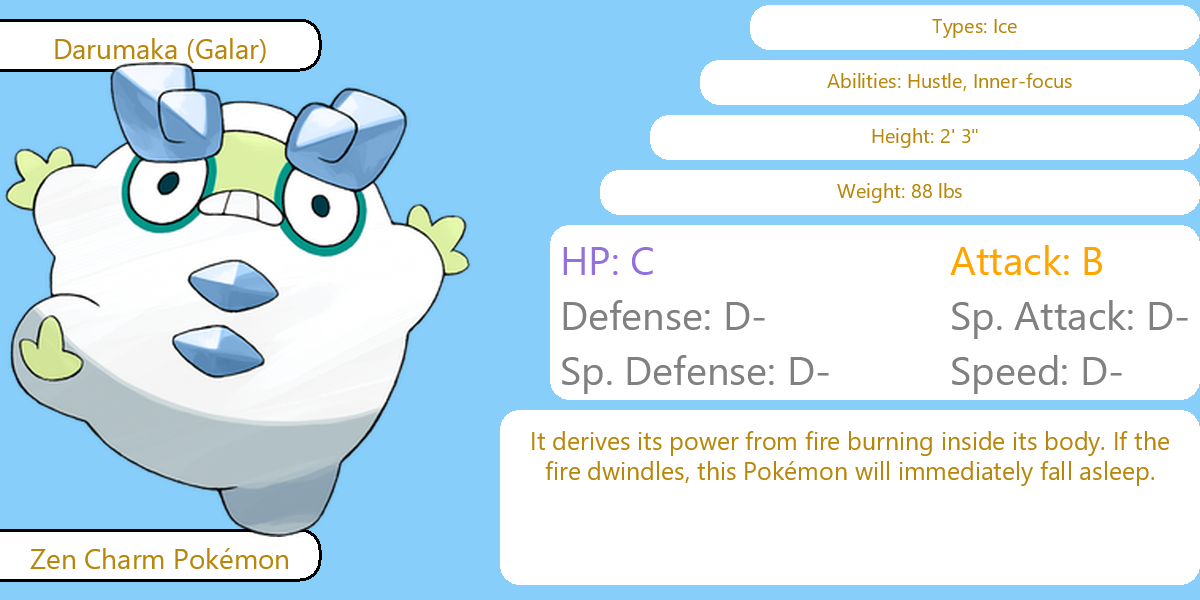 Darumaka (Galar)
Types: Ice
Abilities: Hustle, Inner-focus
Height: 2' 3"
Weight: 88 lbs
HP: C
Attack: B
Defense: D-
Sp. Attack: D-
Sp. Defense: D-
Speed: D-
It derives its power from fire burning inside its body. If the
fire dwindles, this Pokémon will immediately fall asleep.
Zen Charm Pokémon